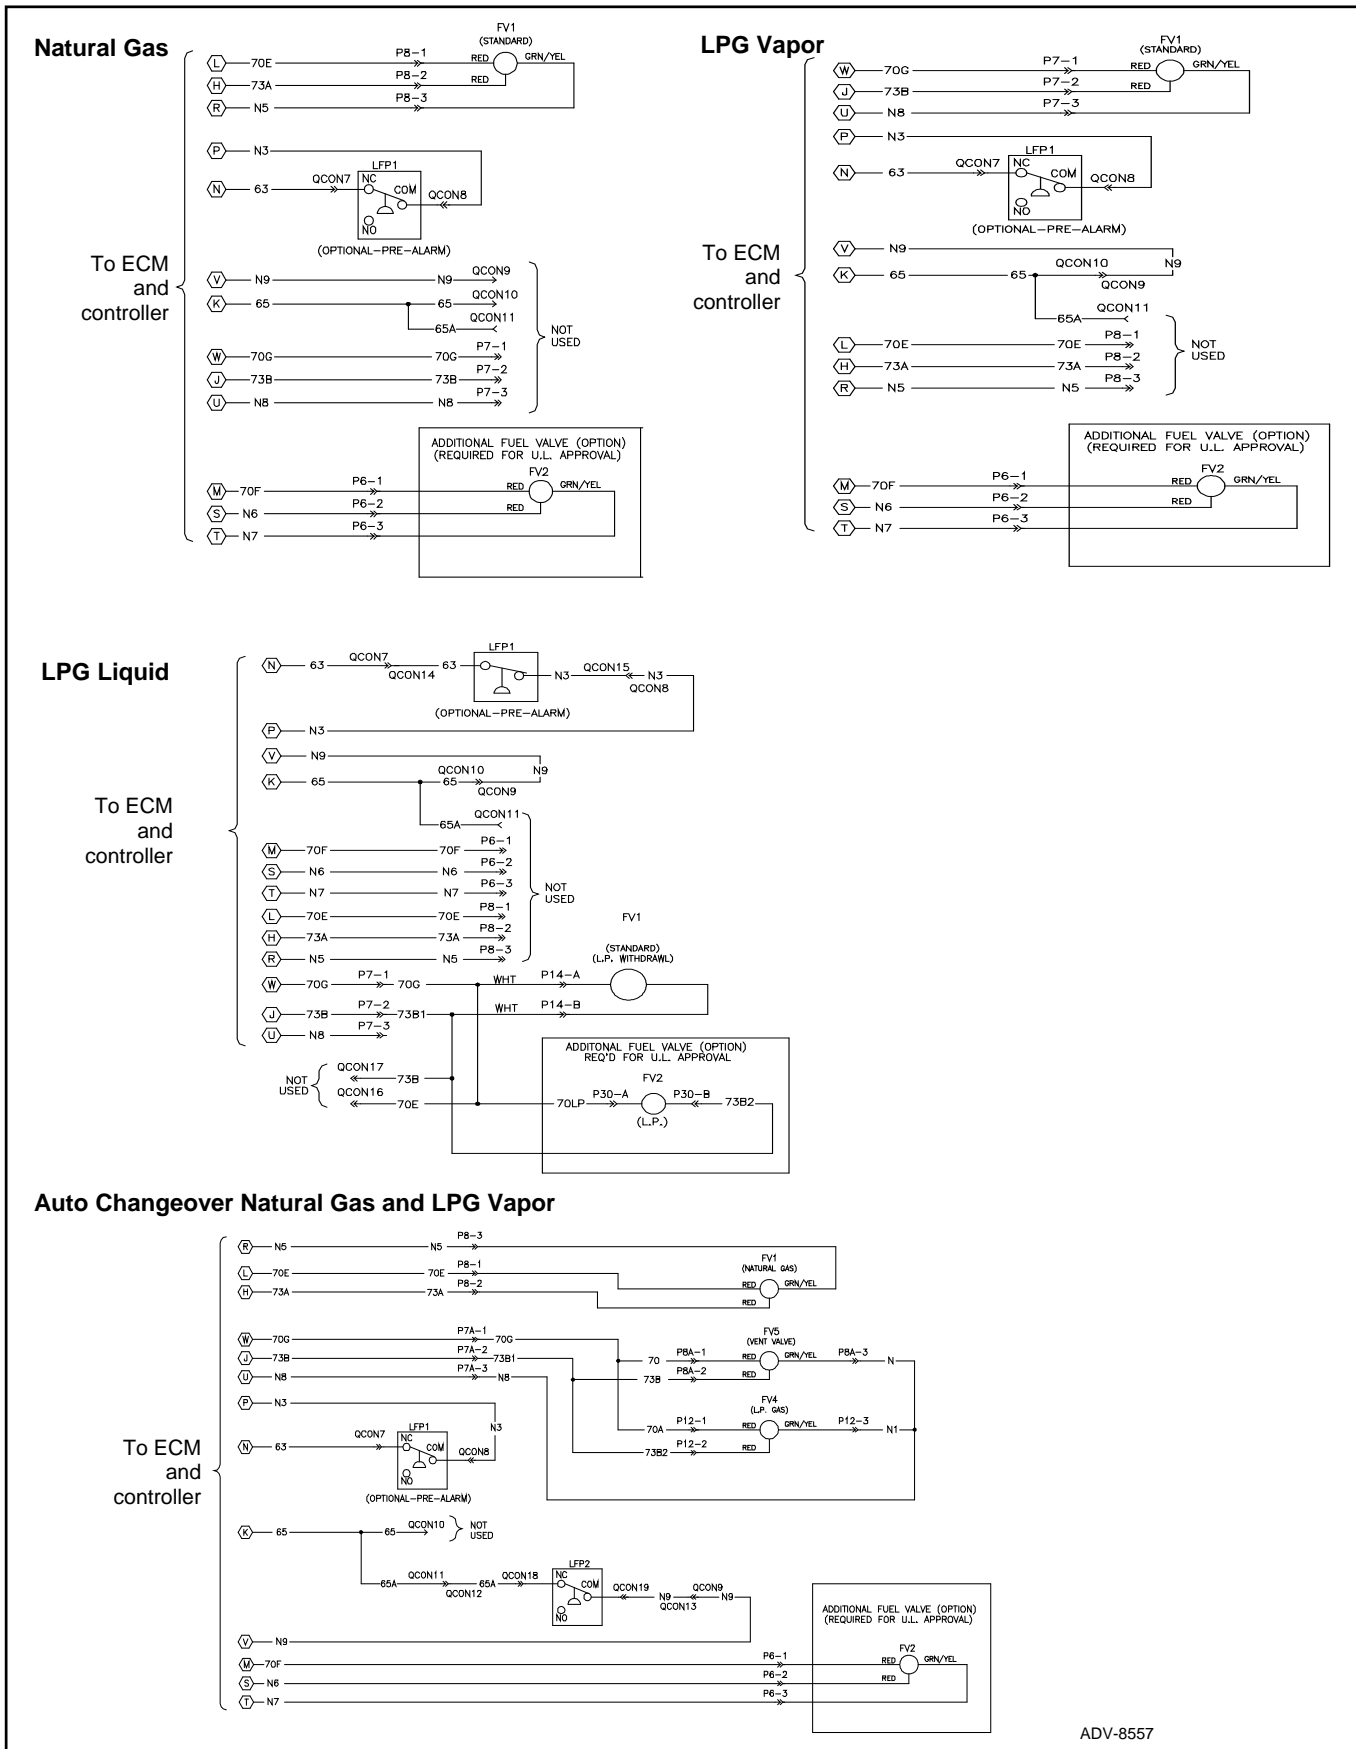 Natural Gas
FV1
(STANDARD)
L 70E P8-1 RED GRN/YEL
H 73A P8-2 RED
R N5 P8-3
P N3
LFP1
N 63 QCON7 NC COM QCON8
NO
(OPTIONAL-PRE-ALARM)
To ECM
and
controller
V N9 N9 QCON9
K 65 65 QCON10
65A QCON11
W 70G 70G P7-1
J 73B 73B P7-2
U N8 N8 P7-3
NOT
USED
ADDITIONAL FUEL VALVE (OPTION)
(REQUIRED FOR U.L. APPROVAL)
FV2
M 70F P6-1 RED GRN/YEL
S N6 P6-2 RED
T N7 P6-3
LPG Vapor
FV1
(STANDARD)
W 70G P7-1 RED GRN/YEL
J 73B P7-2 RED
U N8 P7-3
P N3
LFP1
N 63 QCON7 NC COM QCON8
NO
(OPTIONAL-PRE-ALARM)
To ECM
and
controller
V N9
K 65 65 QCON10 N9
QCON9
65A QCON11
L 70E 70E P8-1
H 73A 73A P8-2
R N5 N5 P8-3
NOT
USED
ADDITIONAL FUEL VALVE (OPTION)
(REQUIRED FOR U.L. APPROVAL)
FV2
M 70F P6-1 RED GRN/YEL
S N6 P6-2 RED
T N7 P6-3
LPG Liquid
LFP1
N 63 QCON7 63 N3 QCON15 N3
QCON14 QCON8
(OPTIONAL-PRE-ALARM)
P N3
V N9
K 65 65 QCON10 N9
QCON9
To ECM
and
controller
65A QCON11
M 70F 70F P6-1
S N6 N6 P6-2
T N7 N7 P6-3
L 70E 70E P8-1
H 73A 73A P8-2
R N5 N5 P8-3
NOT
USED
FV1
(STANDARD)
(L.P. WITHDRAWL)
W 70G P7-1 70G WHT P14-A
J 73B P7-2 73B1 WHT P14-B
U N8 P7-3
NOT
USED
QCON17 73B
QCON16 70E
ADDITONAL FUEL VALVE (OPTION)
REQ'D FOR U.L. APPROVAL
FV2
70LP P30-A P30-B 73B2
(L.P.)
Auto Changeover Natural Gas and LPG Vapor
R N5 N5 P8-3
FV1
(NATURAL GAS)
L 70E 70E P8-1 RED GRN/YEL
H 73A 73A P8-2 RED
W 70G P7A-1 70G
J 73B P7A-2 73B1
U N8 P7A-3 N8
FV5
(VENT VALVE)
70 P8A-1 RED GRN/YEL P8A-3 N
73B P8A-2 RED
FV4
(L.P. GAS)
70A P12-1 RED GRN/YEL P12-3 N1
73B2 P12-2 RED
P N3 N3
LFP1
N 63 QCON7 NC COM QCON8
NO
(OPTIONAL-PRE-ALARM)
To ECM
and
controller
K 65 65 QCON10
NOT
USED
LFP2
65A QCON11 65A QCON18 NC COM QCON19 N9 QCON9 N9
QCON12 NO QCON13
V N9
ADDITIONAL FUEL VALVE (OPTION)
(REQUIRED FOR U.L. APPROVAL)
FV2
M 70F P6-1 RED GRN/YEL
S N6 P6-2 RED
T N7 P6-3
ADV-8557